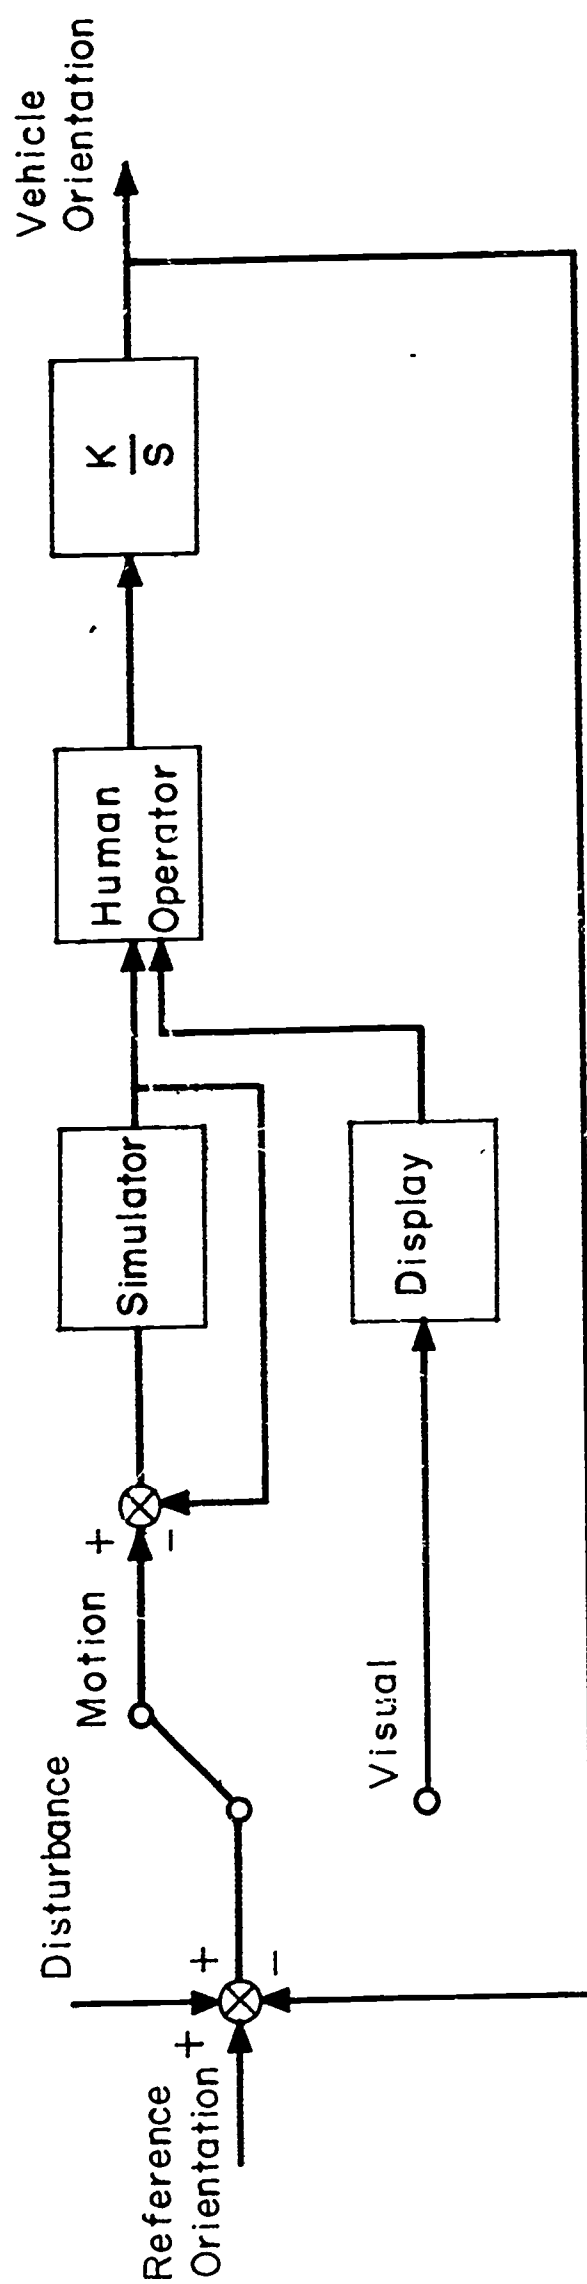 Reference
Orientation
+
Disturbance
+
-
Motion
+
-
Visual
Simulator
Display
Human
Operator
K
S
Vehicle
Orientation